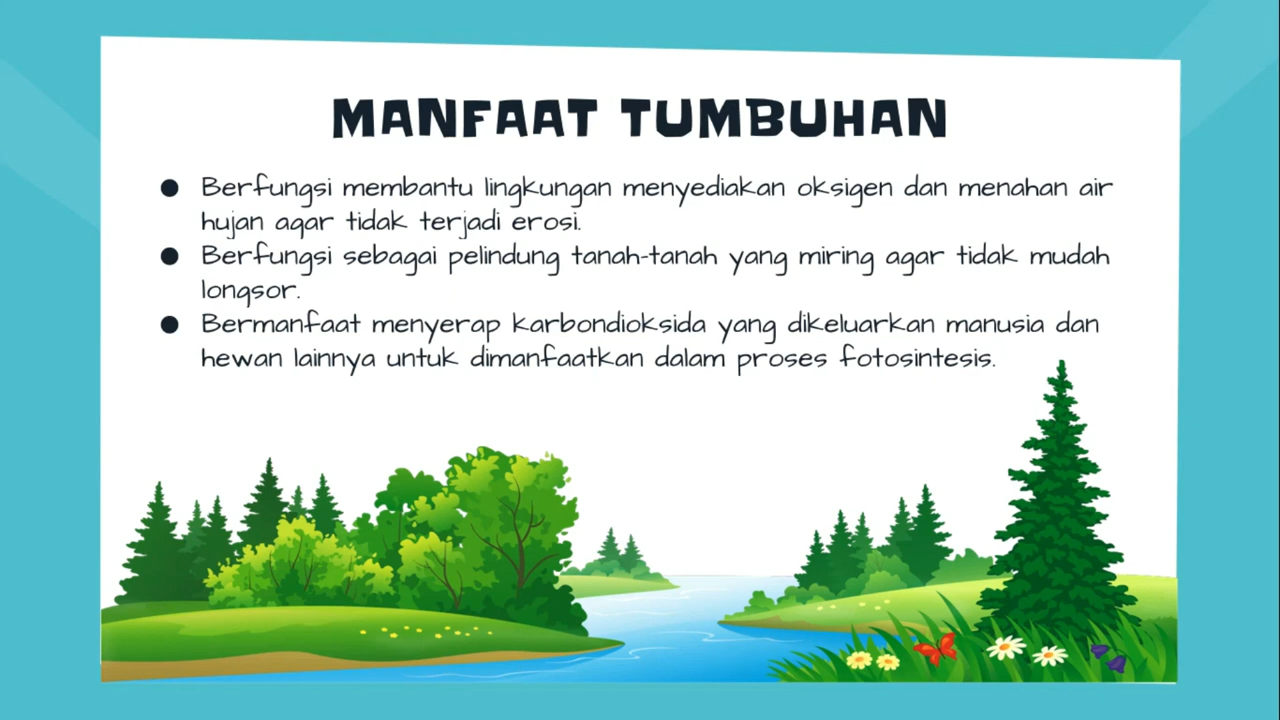 MANFAAT TUMBUHAN
● Berfungsi membantu lingkungan menyediakan oksigen dan menahan air
hujan agar tidak terjadi erosi.
● Berfungsi sebagai pelindung tanah-tanah yang miring agar tidak mudah
longsor.
● Bermanfaat menyerap karbondioksida yang dikeluarkan manusia dan
hewan lainnya untuk dimanfaatkan dalam proses fotosintesis.